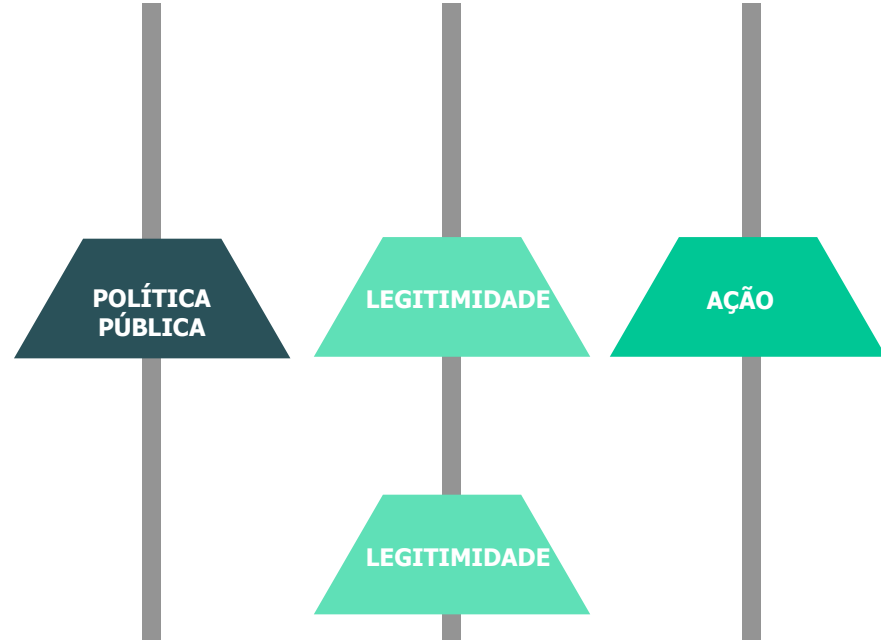 POLÍTICA
PÚBLICA
LEGITIMIDADE
AÇÃO
LEGITIMIDADE